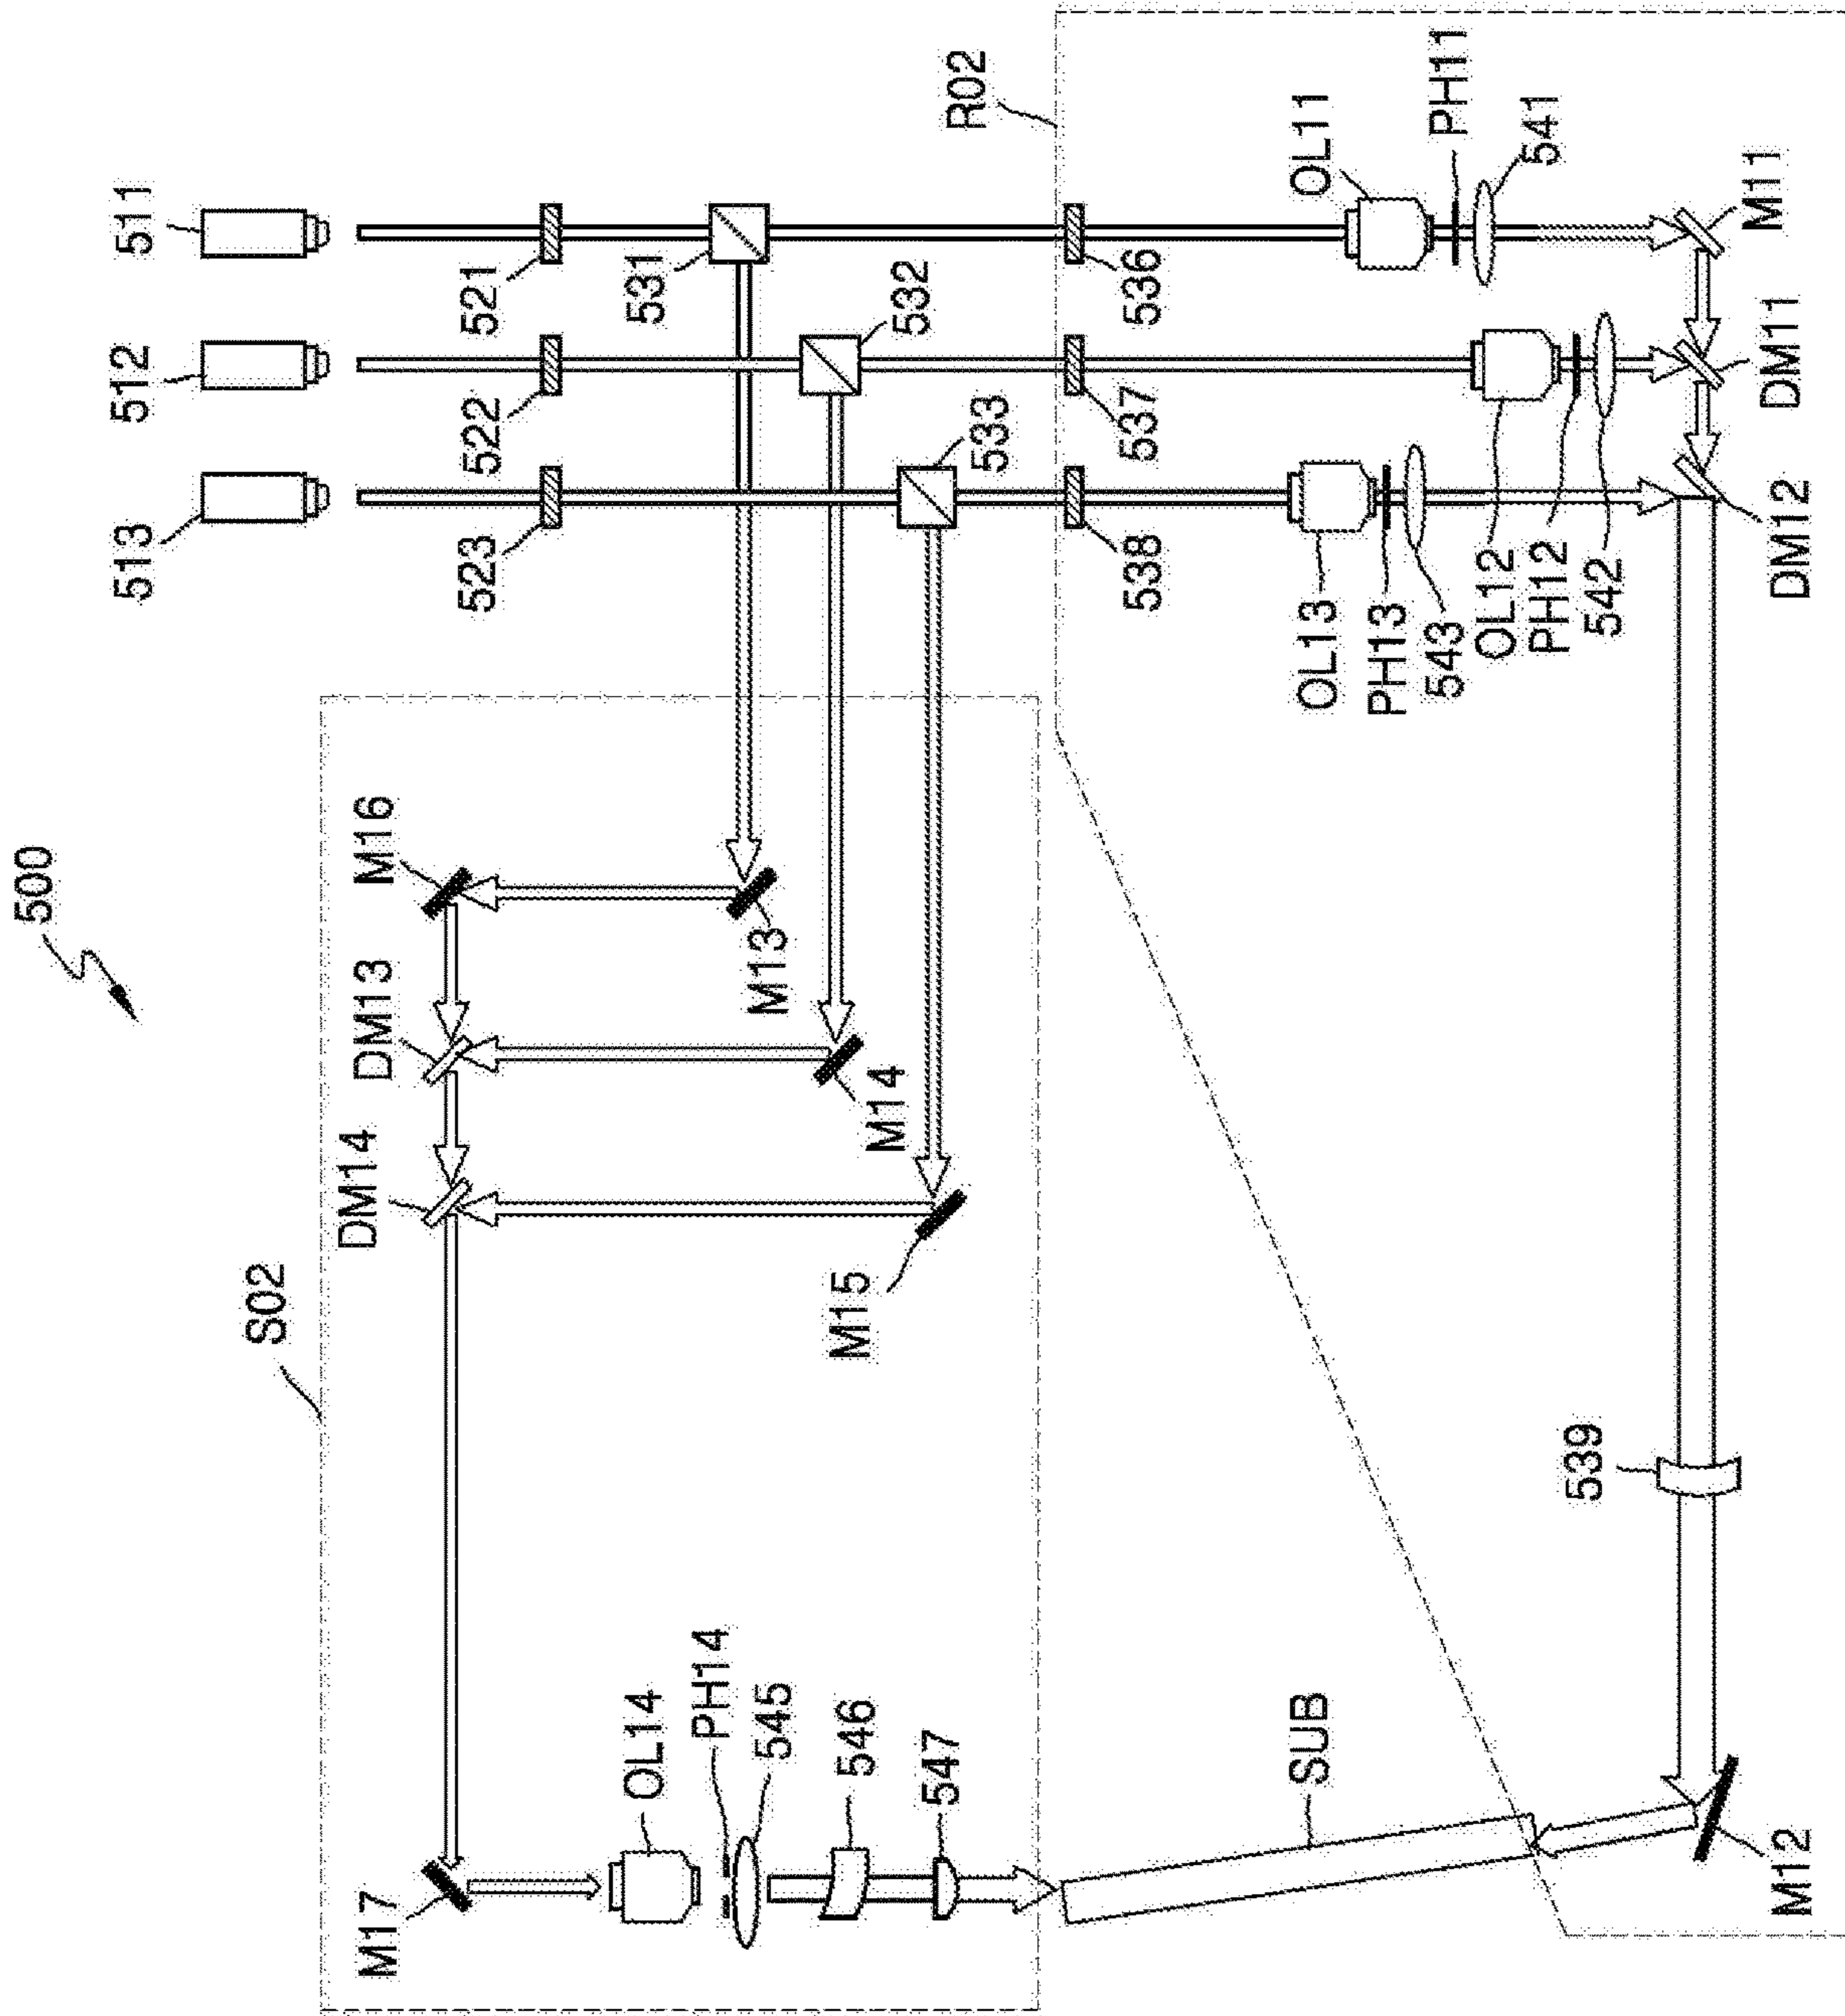 500
511
512
513
521
522
523
531
532
533
R02
536
537
538
OL11
PH11
541
M11
OL12
PH12
542
DM11
OL13
PH13
543
DM12
S02
M16
DM13
DM14
M13
M14
M15
M17
OL14
PH14
545
546
547
SUB
539
M12